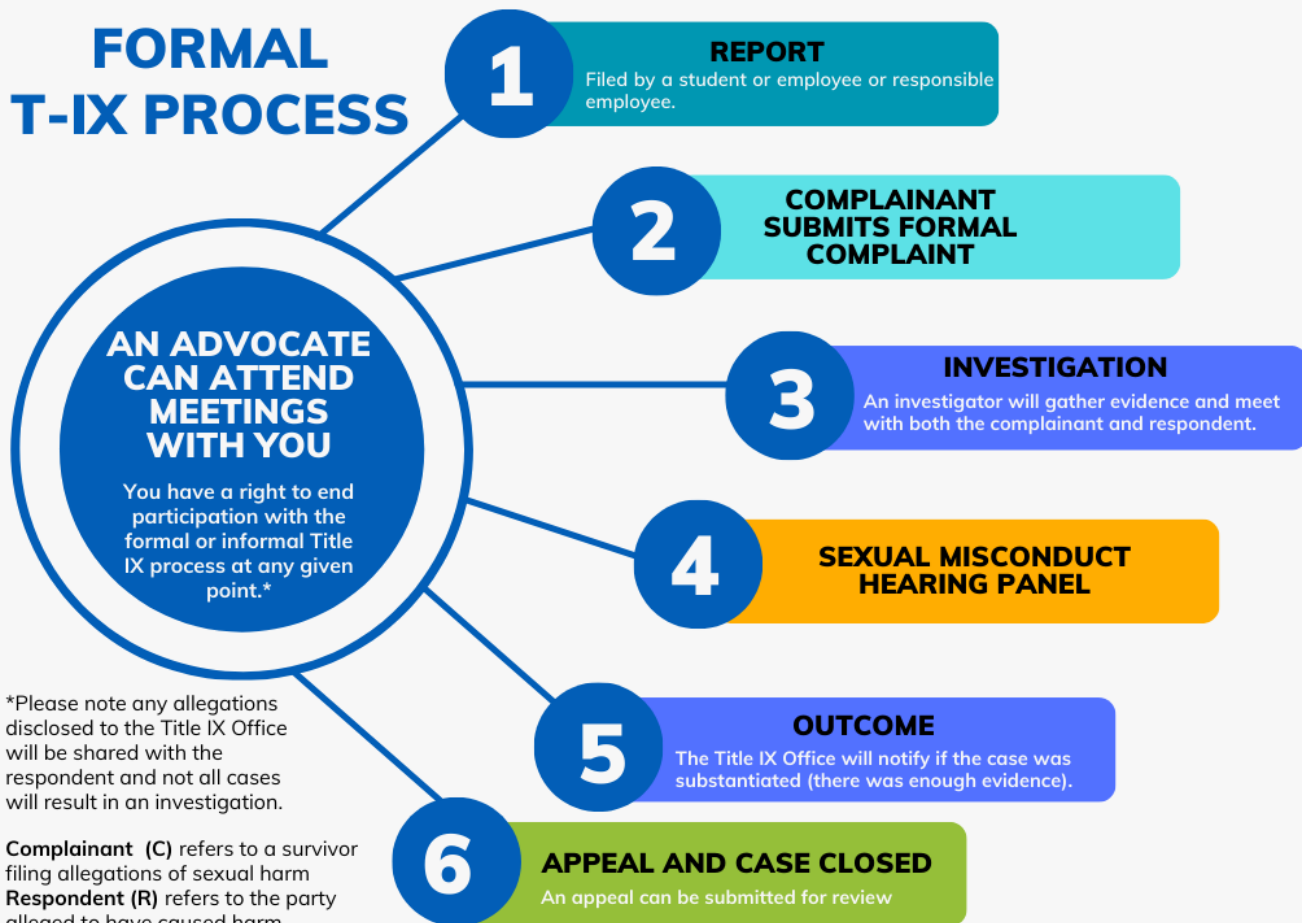 FORMAL
T-IX PROCESS
1
REPORT
Filed by a student or employee or responsible
employee.
2
COMPLAINANT
SUBMITS FORMAL
COMPLAINT
3
INVESTIGATION
An investigator will gather evidence and meet
with both the complainant and respondent.
AN ADVOCATE
CAN ATTEND
MEETINGS
WITH YOU
You have a right to end
participation with the
formal or informal Title
IX process at any given
point.*
4
SEXUAL MISCONDUCT
HEARING PANEL
5
OUTCOME
The Title IX Office will notify if the case was
substantiated (there was enough evidence).
6
APPEAL AND CASE CLOSED
An appeal can be submitted for review
*Please note any allegations
disclosed to the Title IX Office
will be shared with the
respondent and not all cases
will result in an investigation.
Complainant (C) refers to a survivor
filing allegations of sexual harm
Respondent (R) refers to the party
alleged to have caused harm